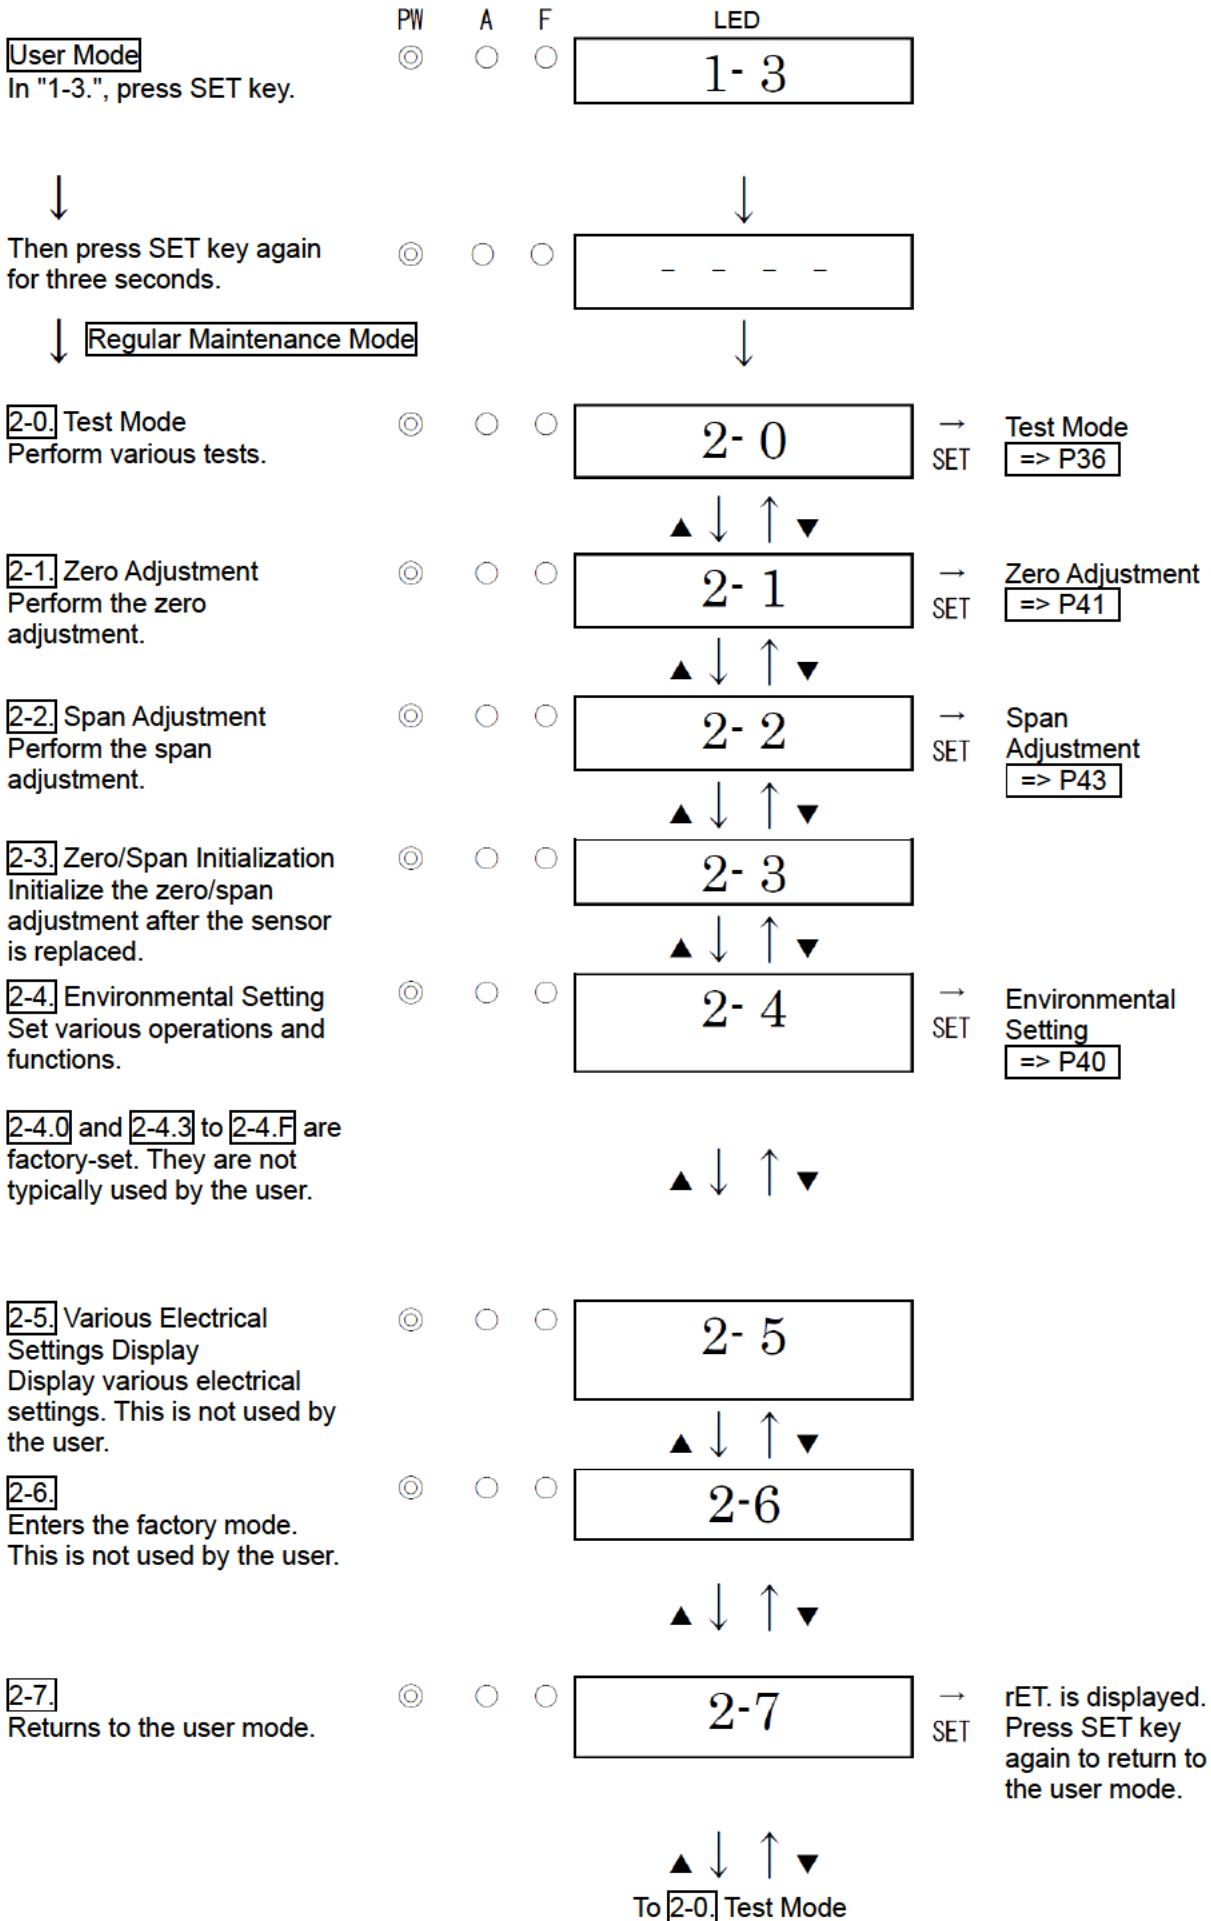 PW A F LED
User Mode
In "1-3.", press SET key.
1- 3
Then press SET key again
for three seconds.
- - - -
Regular Maintenance Mode
2-0. Test Mode
Perform various tests.
2- 0
→
SET
Test Mode
=> P36
▲ ↓ ↑ ▼
2-1. Zero Adjustment
Perform the zero
adjustment.
2- 1
→
SET
Zero Adjustment
=> P41
▲ ↓ ↑ ▼
2-2. Span Adjustment
Perform the span
adjustment.
2- 2
→
SET
Span
Adjustment
=> P43
▲ ↓ ↑ ▼
2-3. Zero/Span Initialization
Initialize the zero/span
adjustment after the sensor
is replaced.
2- 3
▲ ↓ ↑ ▼
2-4. Environmental Setting
Set various operations and
functions.
2- 4
→
SET
Environmental
Setting
=> P40
2-4.0 and 2-4.3 to 2-4.F are
factory-set. They are not
typically used by the user.
▲ ↓ ↑ ▼
2-5. Various Electrical
Settings Display
Display various electrical
settings. This is not used by
the user.
2- 5
▲ ↓ ↑ ▼
2-6.
Enters the factory mode.
This is not used by the user.
2-6
▲ ↓ ↑ ▼
2-7.
Returns to the user mode.
2-7
→
SET
rET. is displayed.
Press SET key
again to return to
the user mode.
▲ ↓ ↑ ▼
To 2-0. Test Mode